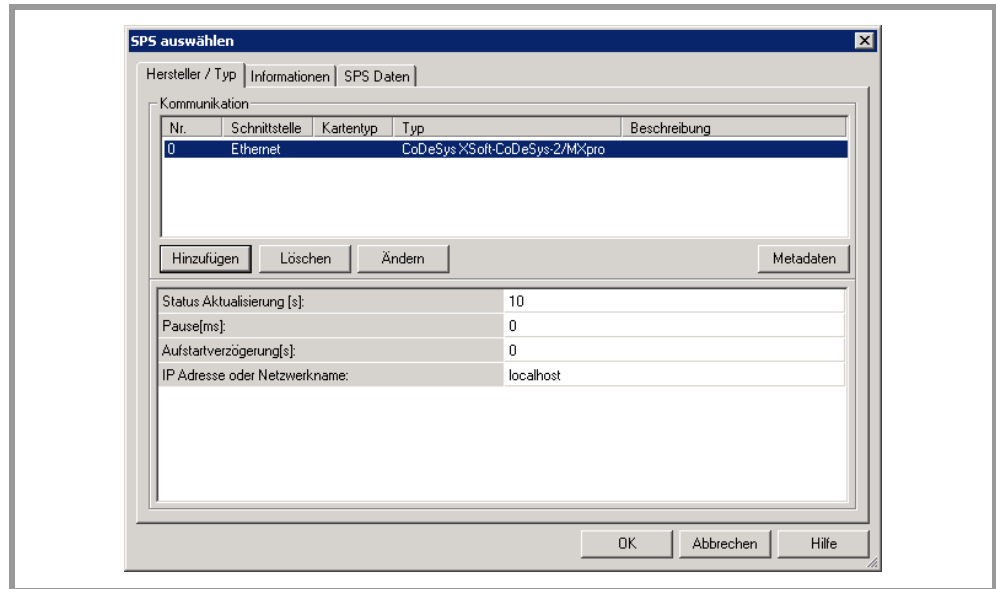 SPS auswählen
Hersteller / Typ Informationen SPS Daten
Kommunikation
Nr. Schnittstelle Kartentyp Typ Beschreibung
0 Ethernet CoDeSys XSoft-CoDeSys-2/MXpro
Hinzufügen Löschen Ändern Metadaten
Status Aktualisierung [s]: 10
Pause[ms]: 0
Aufstartverzögerung[s]: 0
IP Adresse oder Netzwerkname: localhost
OK Abbrechen Hilfe